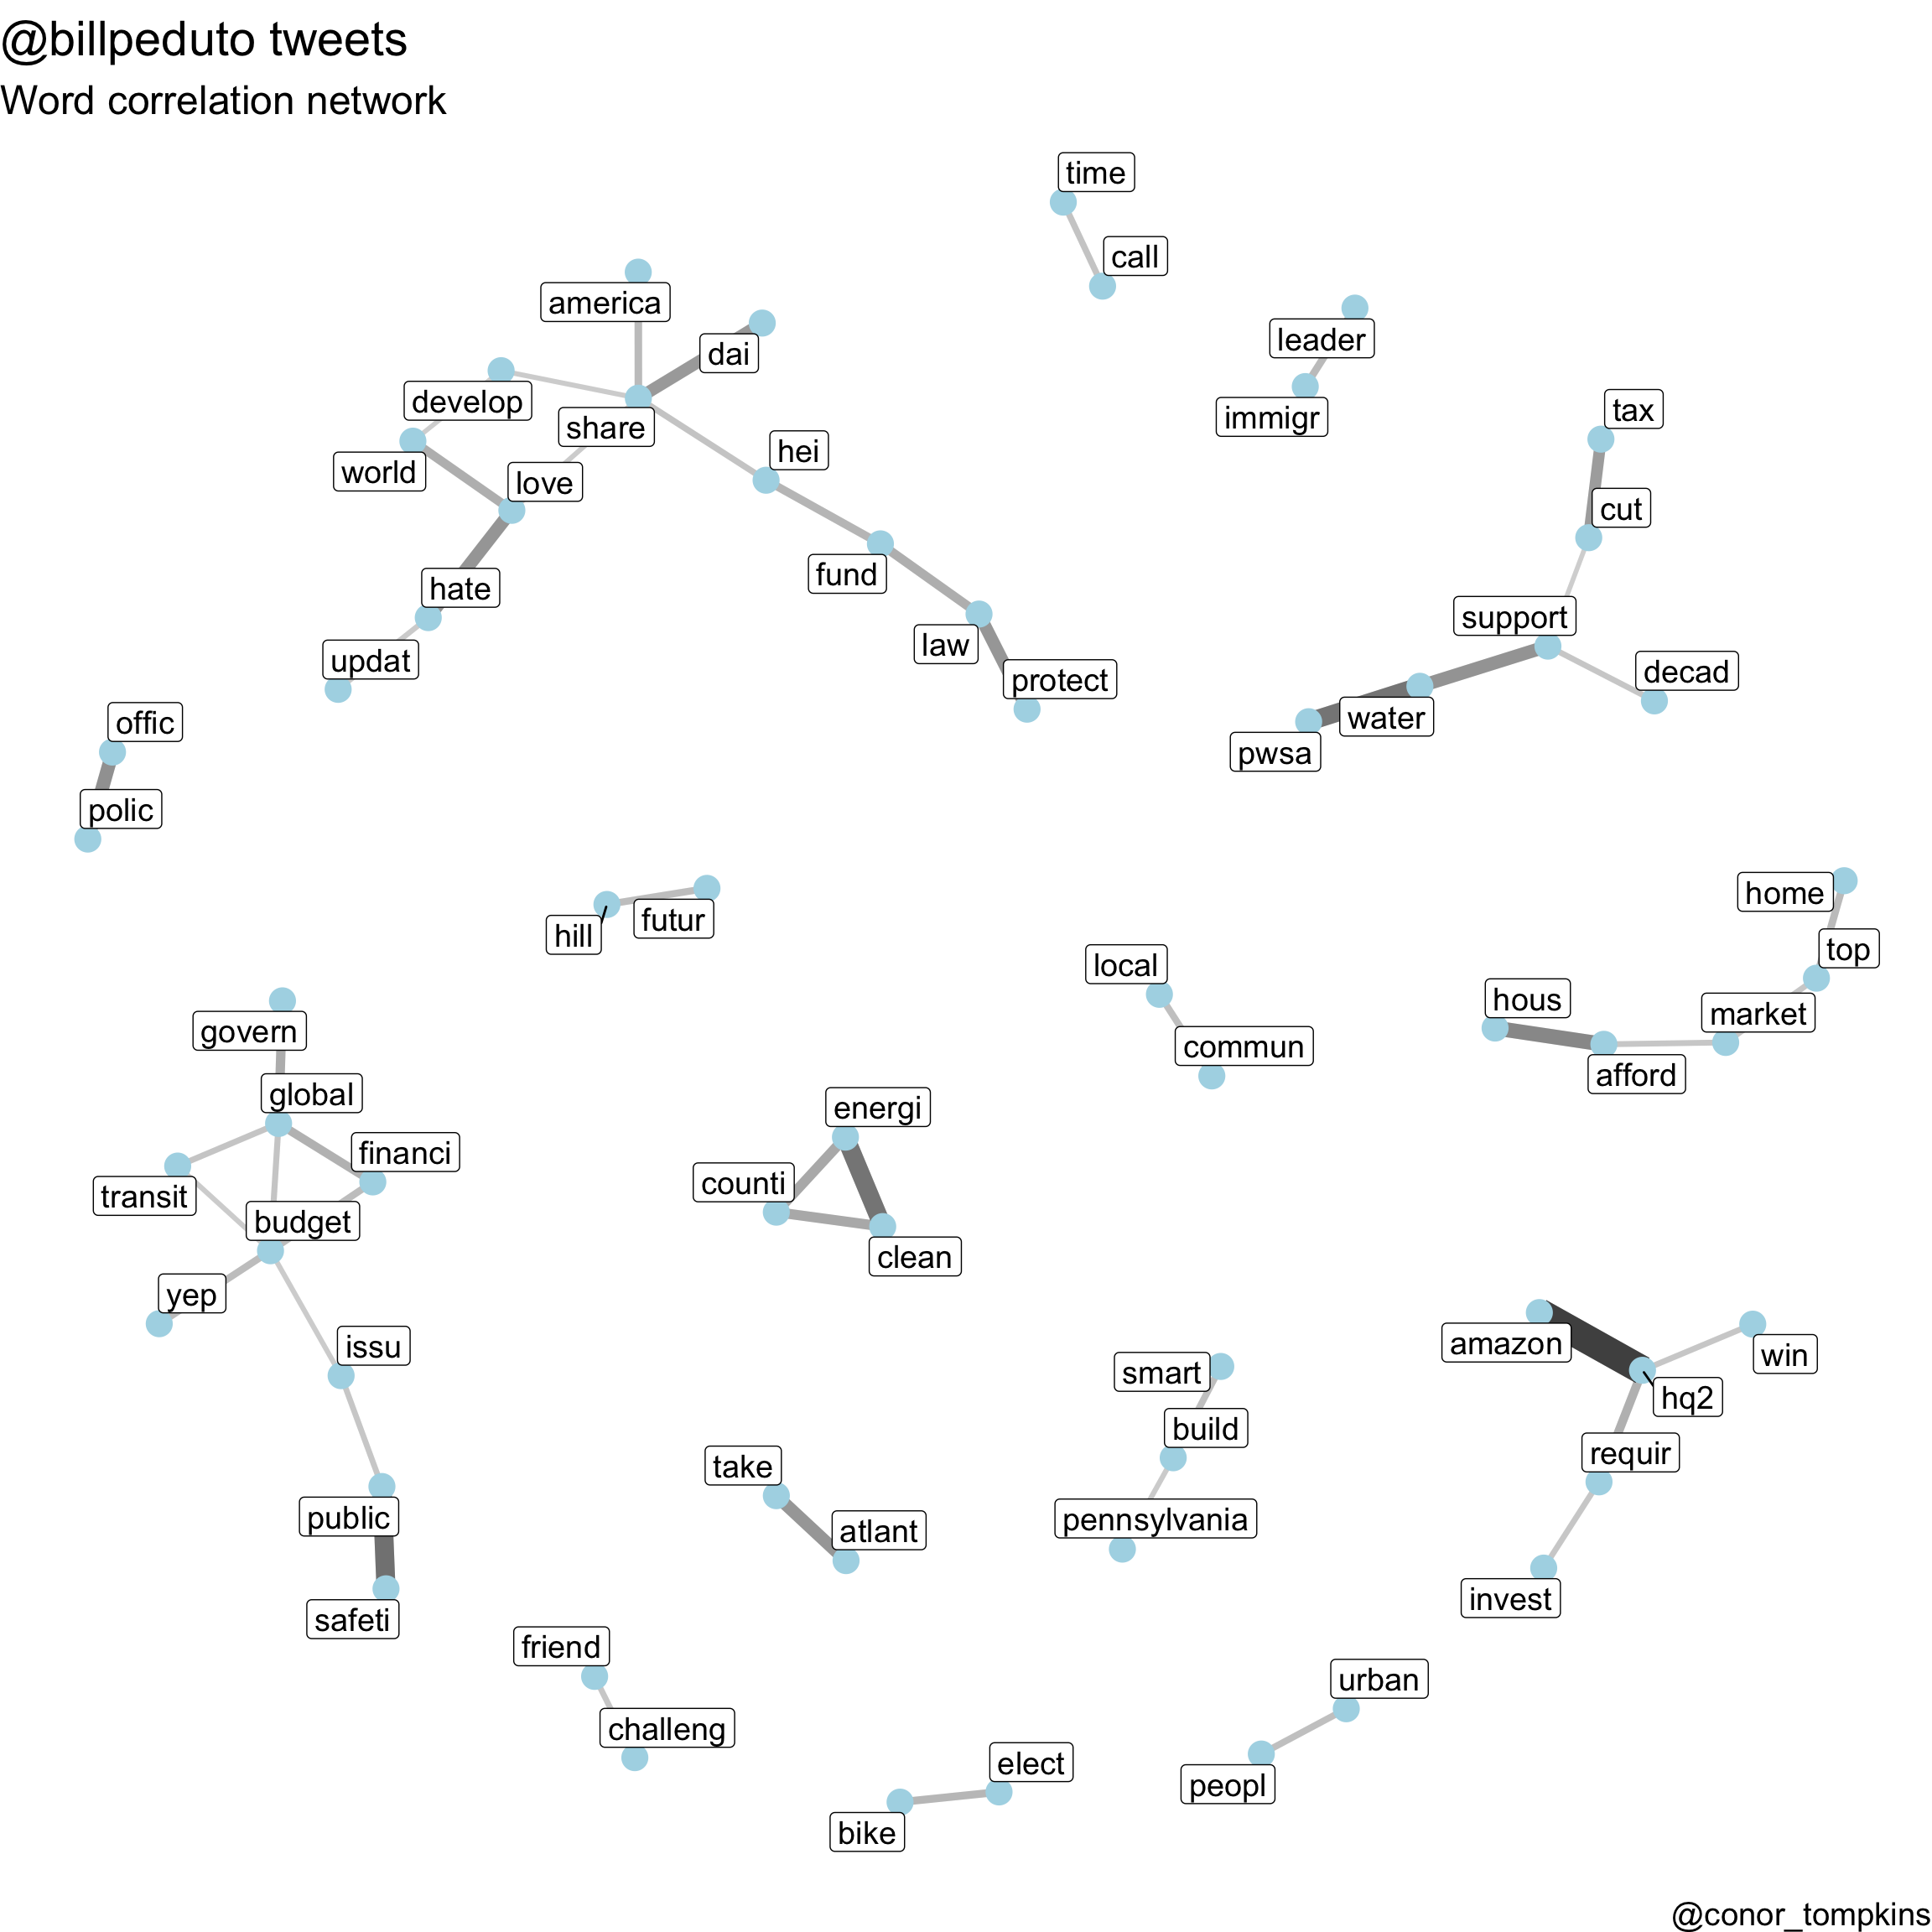 @billpeduto tweets
Word correlation network
time
call
america
dai
leader
develop
share
immigr
tax
hei
world
love
cut
fund
hate
support
law
updat
decad
protect
offic
water
pwsa
polic
home
futur
hill
top
local
hous
market
govern
commun
afford
global
energi
financi
counti
transit
budget
clean
yep
issu
amazon
win
smart
hq2
build
requir
take
public
pennsylvania
atlant
invest
safeti
friend
urban
challeng
elect
peopl
bike
@conor_tompkins